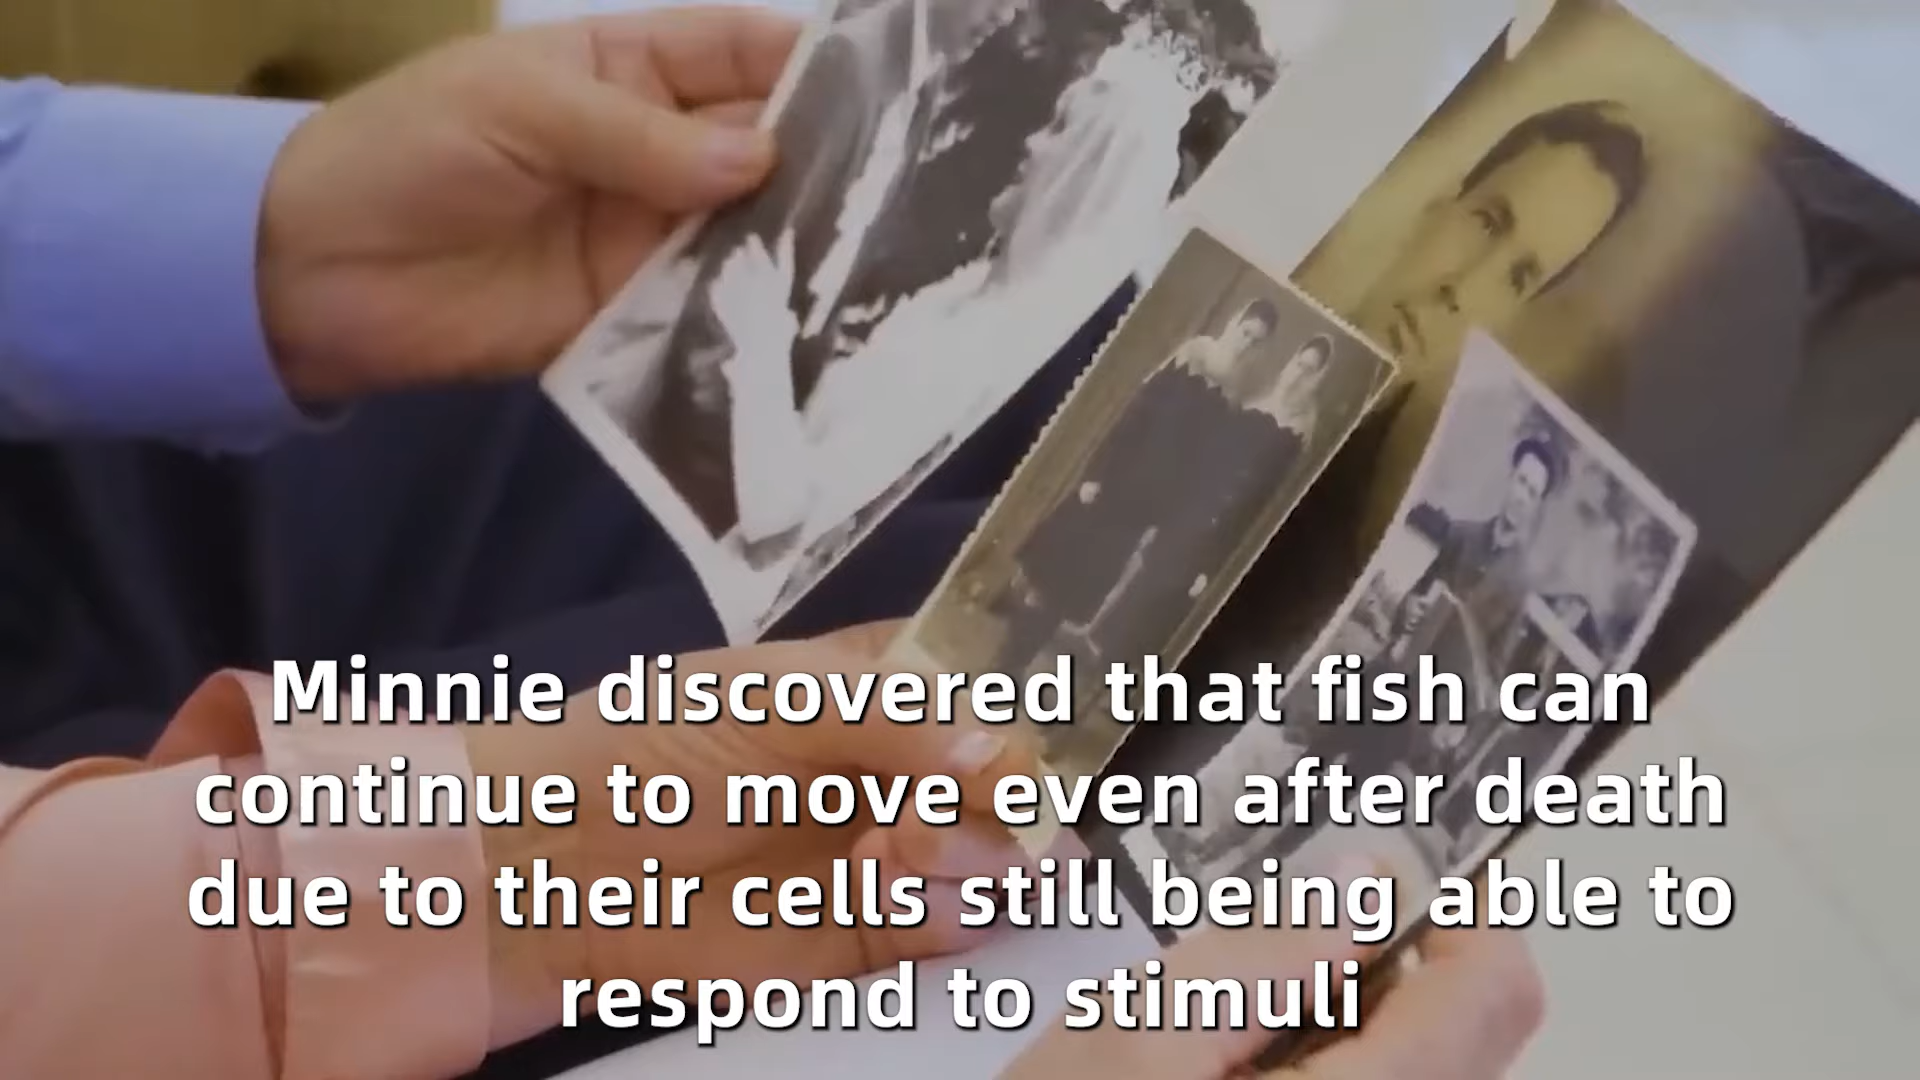 Minnie discovered that fish can
continue to move even after death
due to their cells still being able to
respond to stimuli